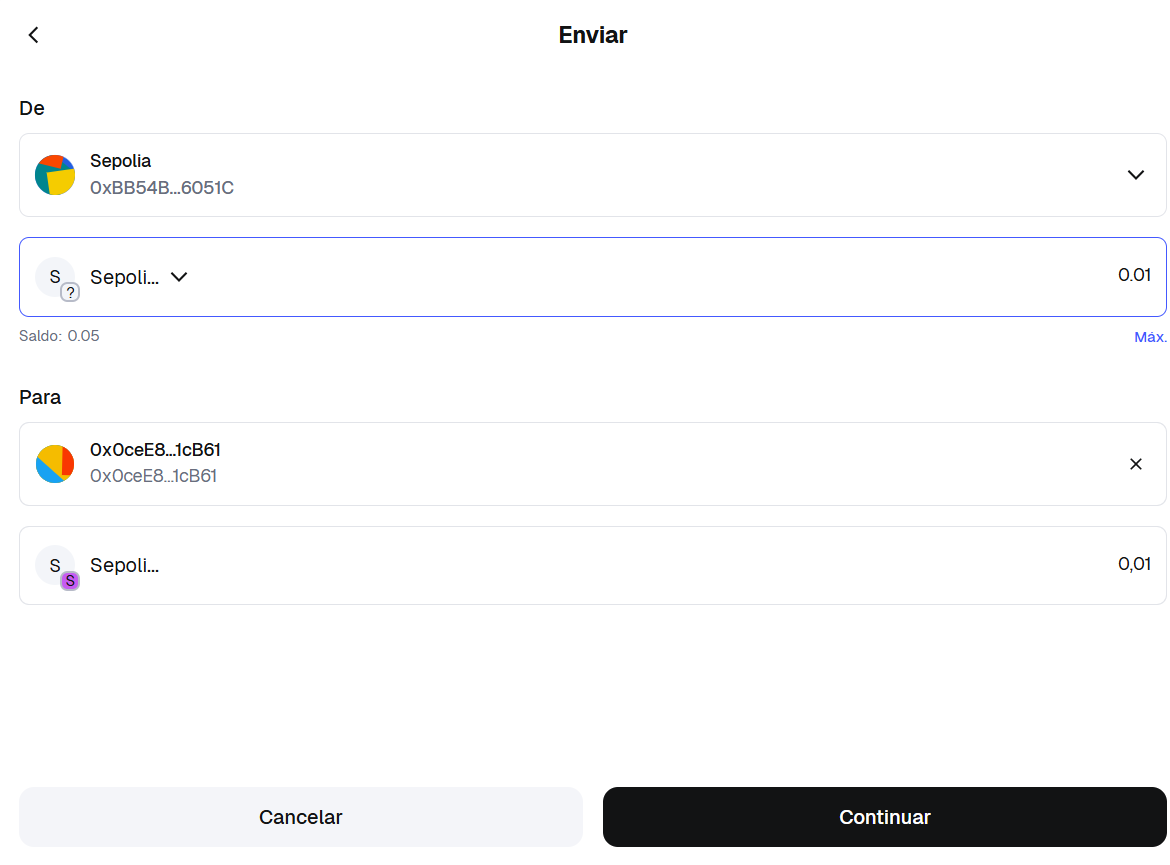 Enviar
De
Sepolia
0xBB54B...6051C
S
?
Sepoli...
0.01
Saldo: 0.05
Máx.
Para
0x0ceE8...1cB61
0x0ceE8...1cB61
S
S
Sepoli...
0,01
Cancelar
Continuar